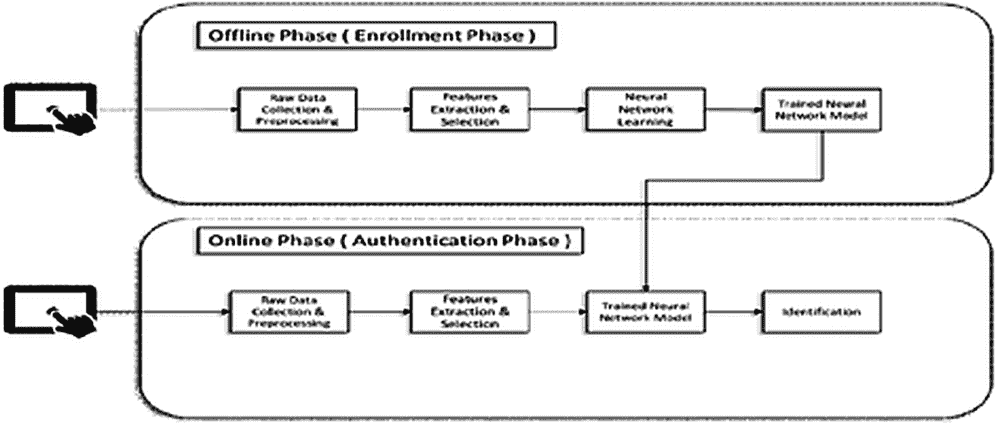 Offline Phase ( Enrollment Phase )
Raw Data
Collection &
Preprocessing
Features
Extraction &
Selection
Neural
Network
Learning
Trained Neural
Network Model
Online Phase ( Authentication Phase )
Raw Data
Collection &
Preprocessing
Features
Extraction &
Selection
Trained Neural
Network Model
Identification